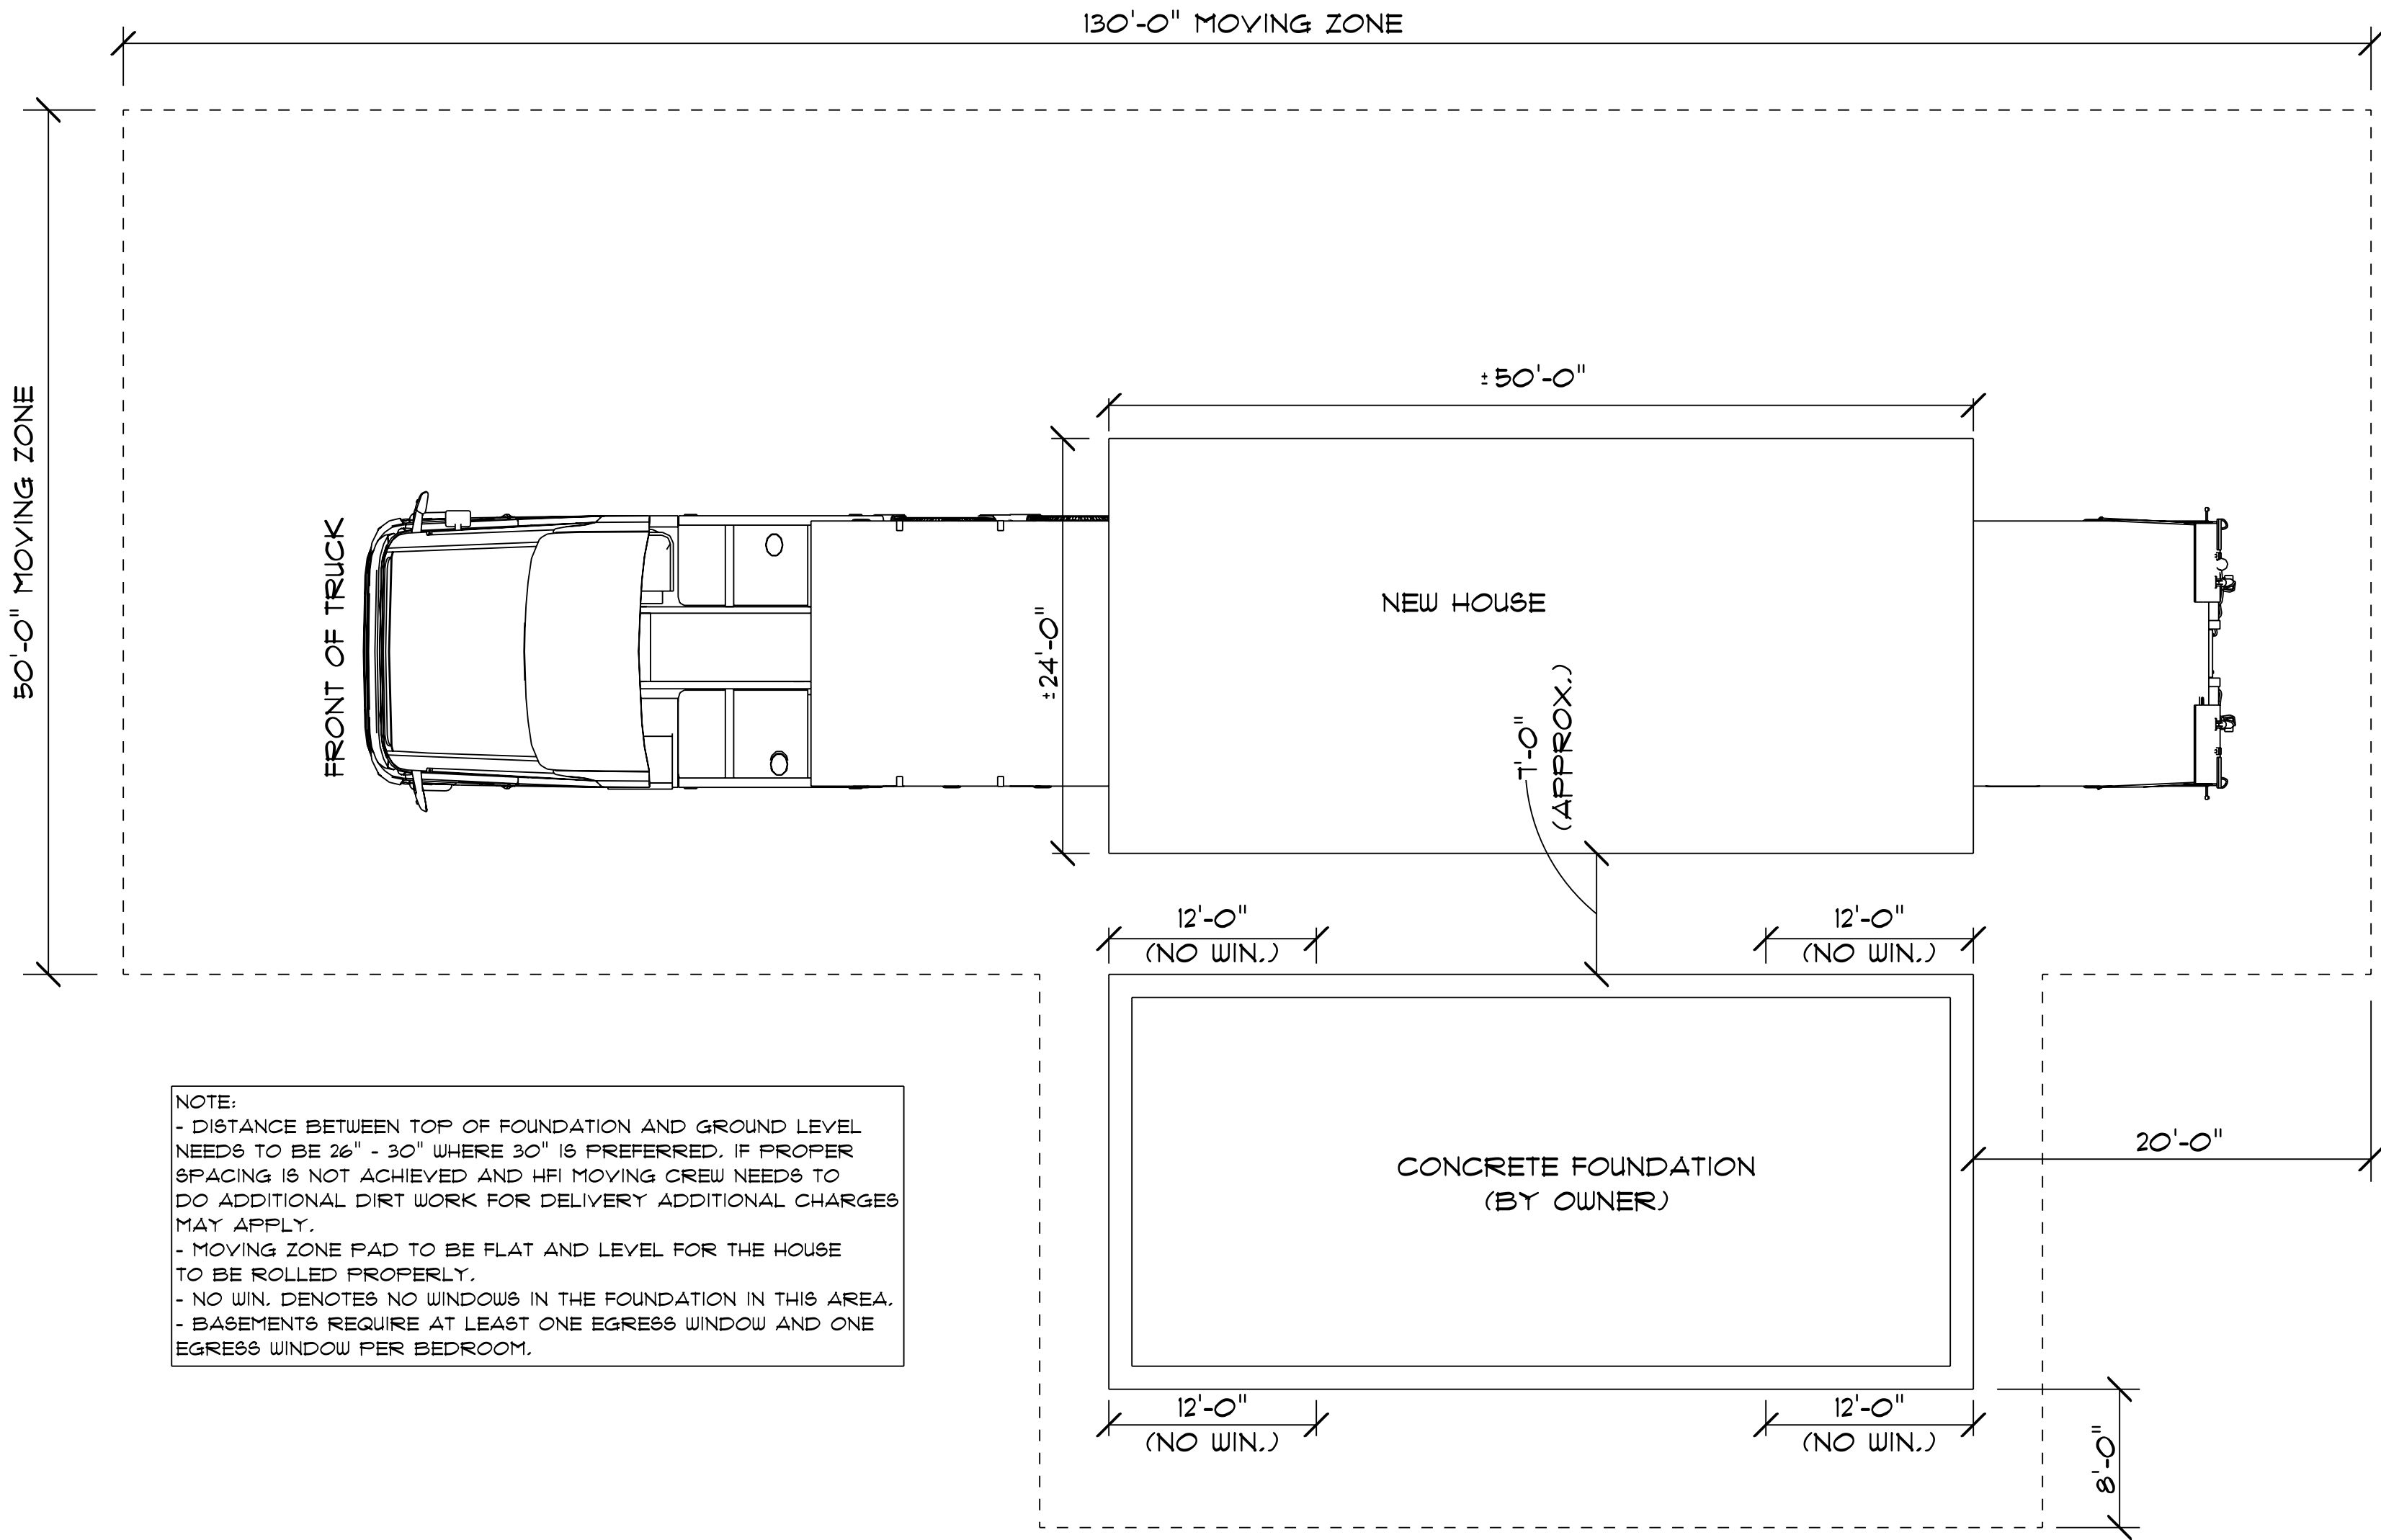 130'-0" MOVING ZONE
50'-0" MOVING ZONE
±50'-0"
FRONT OF TRUCK
±24'-0"
NEW HOUSE
7'-0"
(APPROX.)
12'-0"
(NO WIN.)
12'-0"
(NO WIN.)
NOTE:
- DISTANCE BETWEEN TOP OF FOUNDATION AND GROUND LEVEL
NEEDS TO BE 26" - 30" WHERE 30" IS PREFERRED. IF PROPER
SPACING IS NOT ACHIEVED AND HFI MOVING CREW NEEDS TO
DO ADDITIONAL DIRT WORK FOR DELIVERY ADDITIONAL CHARGES
MAY APPLY.
- MOVING ZONE PAD TO BE FLAT AND LEVEL FOR THE HOUSE
TO BE ROLLED PROPERLY.
- NO WIN. DENOTES NO WINDOWS IN THE FOUNDATION IN THIS AREA.
- BASEMENTS REQUIRE AT LEAST ONE EGRESS WINDOW AND ONE
EGRESS WINDOW PER BEDROOM.
CONCRETE FOUNDATION
(BY OWNER)
20'-0"
12'-0"
(NO WIN.)
12'-0"
(NO WIN.)
8'-0"